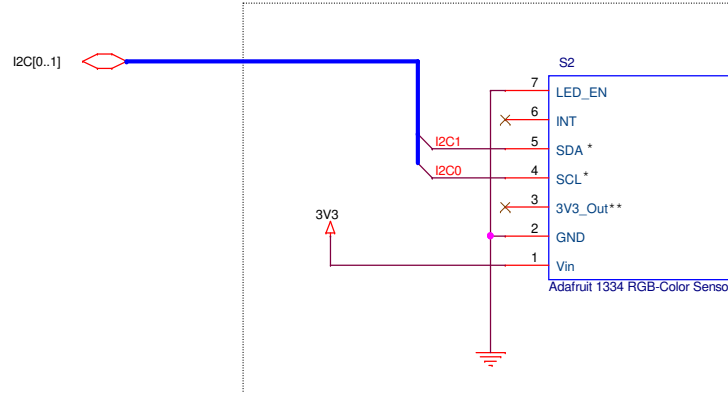 I2C[0..1]
S2
7 LED_EN
6 INT
I2C1 5 SDA *
I2C0 4 SCL*
3 3V3_Out**
3V3
2 GND
1 Vin
Adafruit 1334 RGB-Color Senso